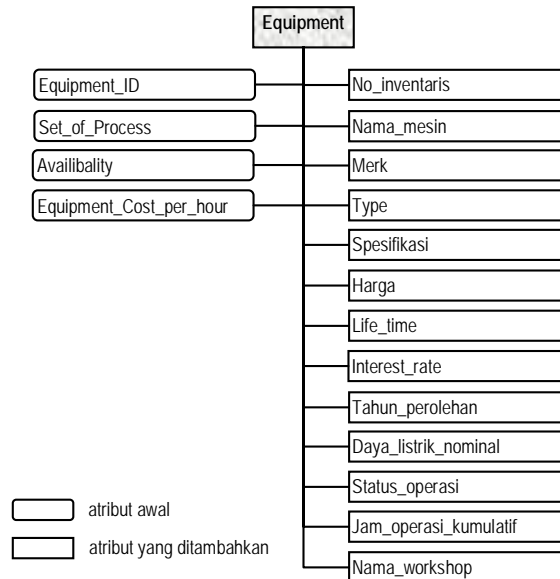 Equipment
Equipment_ID
Set_of_Process
Availibality
Equipment_Cost_per_hour
No_inventaris
Nama_mesin
Merk
Type
Spesifikasi
Harga
Life_time
Interest_rate
Tahun_perolehan
Daya_listrik_nominal
Status_operasi
Jam_operasi_kumulatif
Nama_workshop
atribut awal
atribut yang ditambahkan